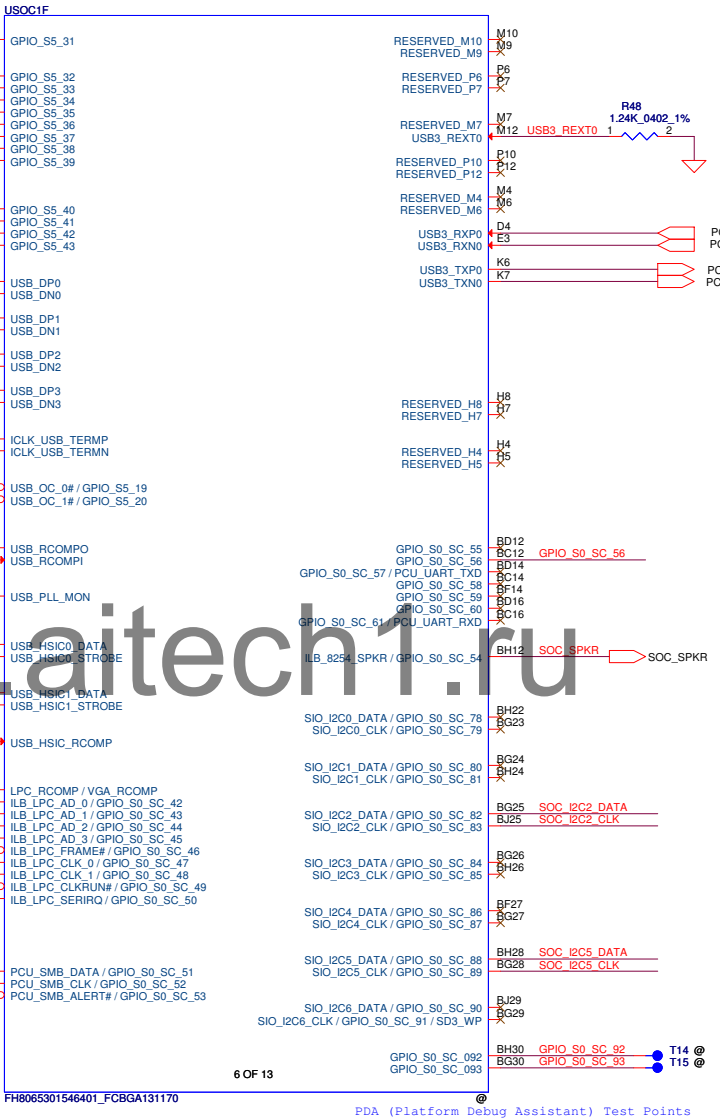 USOC1F
GPIO_S5_31
RESERVED_M10 M10
RESERVED_M9 M9
GPIO_S5_32
RESERVED_P6 P6
GPIO_S5_33
RESERVED_P7 P7
GPIO_S5_34
GPIO_S5_35
R48
1.24K_0402_1%
GPIO_S5_36
RESERVED_M7 M7
GPIO_S5_37
USB3_REXT0 M12 USB3_REXT0 1 2
GPIO_S5_38
GPIO_S5_39
RESERVED_P10 P10
RESERVED_P12 P12
RESERVED_M4 M4
GPIO_S5_40
RESERVED_M6 M6
GPIO_S5_41
GPIO_S5_42
USB3_RXP0 D4
GPIO_S5_43
USB3_RXN0 E3
USB3_TXP0 K6
USB_DP0
USB3_TXN0 K7
USB_DN0
USB_DP1
USB_DN1
USB_DP2
USB_DN2
USB_DP3
USB_DN3
RESERVED_H8 H8
RESERVED_H7 H7
ICLK_USB_TERMP
ICLK_USB_TERMN
RESERVED_H4 H4
RESERVED_H5 H5
USB_OC_0# / GPIO_S5_19
USB_OC_1# / GPIO_S5_20
USB_RCOMPO
GPIO_S0_SC_55 BD12
USB_RCOMPI
GPIO_S0_SC_56 BC12 GPIO_S0_SC_56
GPIO_S0_SC_57 / PCU_UART_TXD BD14
GPIO_S0_SC_58 BC14
USB_PLL_MON
GPIO_S0_SC_59 BF14
GPIO_S0_SC_60 BD16
GPIO_S0_SC_61 / PCU_UART_RXD BC16
USB_HSIC0_DATA
USB_HSIC0_STROBE
ILB_8254_SPKR / GPIO_S0_SC_54 BH12 SOC_SPKR SOC_SPKR
.aitech1.ru
USB_HSIC1_DATA
USB_HSIC1_STROBE
SIO_I2C0_DATA / GPIO_S0_SC_78 BH22
SIO_I2C0_CLK / GPIO_S0_SC_79 BG23
USB_HSIC_RCOMP
SIO_I2C1_DATA / GPIO_S0_SC_80 BG24
SIO_I2C1_CLK / GPIO_S0_SC_81 BH24
LPC_RCOMP / VGA_RCOMP
ILB_LPC_AD_0 / GPIO_S0_SC_42
ILB_LPC_AD_1 / GPIO_S0_SC_43
SIO_I2C2_DATA / GPIO_S0_SC_82 BG25 SOC_I2C2_DATA
ILB_LPC_AD_2 / GPIO_S0_SC_44
SIO_I2C2_CLK / GPIO_S0_SC_83 BJ25 SOC_I2C2_CLK
ILB_LPC_AD_3 / GPIO_S0_SC_45
ILB_LPC_FRAME# / GPIO_S0_SC_46
ILB_LPC_CLK_0 / GPIO_S0_SC_47
SIO_I2C3_DATA / GPIO_S0_SC_84 BG26
ILB_LPC_CLK_1 / GPIO_S0_SC_48
SIO_I2C3_CLK / GPIO_S0_SC_85 BH26
ILB_LPC_CLKRUN# / GPIO_S0_SC_49
ILB_LPC_SERIRQ / GPIO_S0_SC_50
SIO_I2C4_DATA / GPIO_S0_SC_86 BF27
SIO_I2C4_CLK / GPIO_S0_SC_87 BG27
SIO_I2C5_DATA / GPIO_S0_SC_88 BH28 SOC_I2C5_DATA
PCU_SMB_DATA / GPIO_S0_SC_51
SIO_I2C5_CLK / GPIO_S0_SC_89 BG28 SOC_I2C5_CLK
PCU_SMB_CLK / GPIO_S0_SC_52
PCU_SMB_ALERT# / GPIO_S0_SC_53
SIO_I2C6_DATA / GPIO_S0_SC_90 BJ29
SIO_I2C6_CLK / GPIO_S0_SC_91 / SD3_WP BG29
GPIO_S0_SC_092 BH30 GPIO_S0_SC_92 T14 @
GPIO_S0_SC_093 BG30 GPIO_S0_SC_93 T15 @
6 OF 13
FH8065301546401_FCBGA131170 @
PDA (Platform Debug Assistant) Test Points